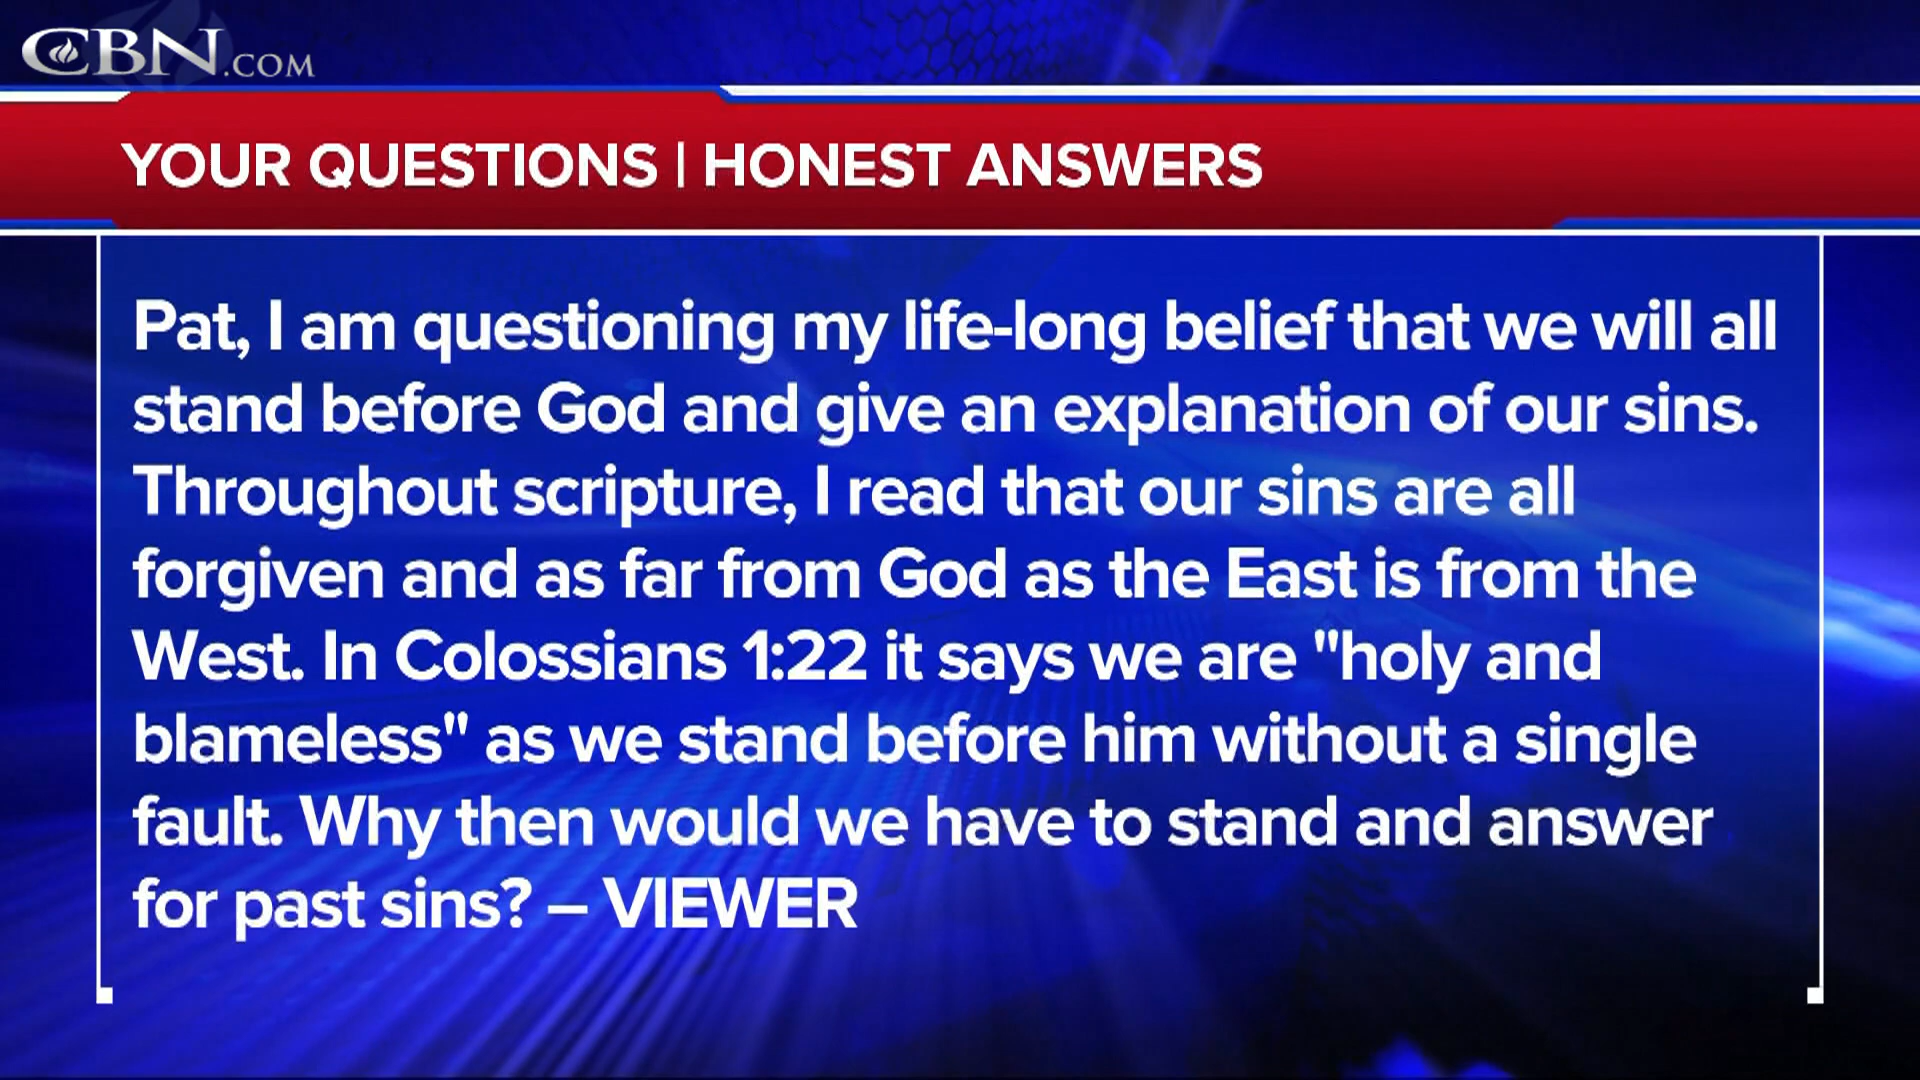 CBN.COM
YOUR QUESTIONS | HONEST ANSWERS
Pat, I am questioning my life-long belief that we will all
stand before God and give an explanation of our sins.
Throughout scripture, I read that our sins are all
forgiven and as far from God as the East is from the
West. In Colossians 1:22 it says we are "holy and
blameless" as we stand before him without a single
fault. Why then would we have to stand and answer
for past sins? – VIEWER